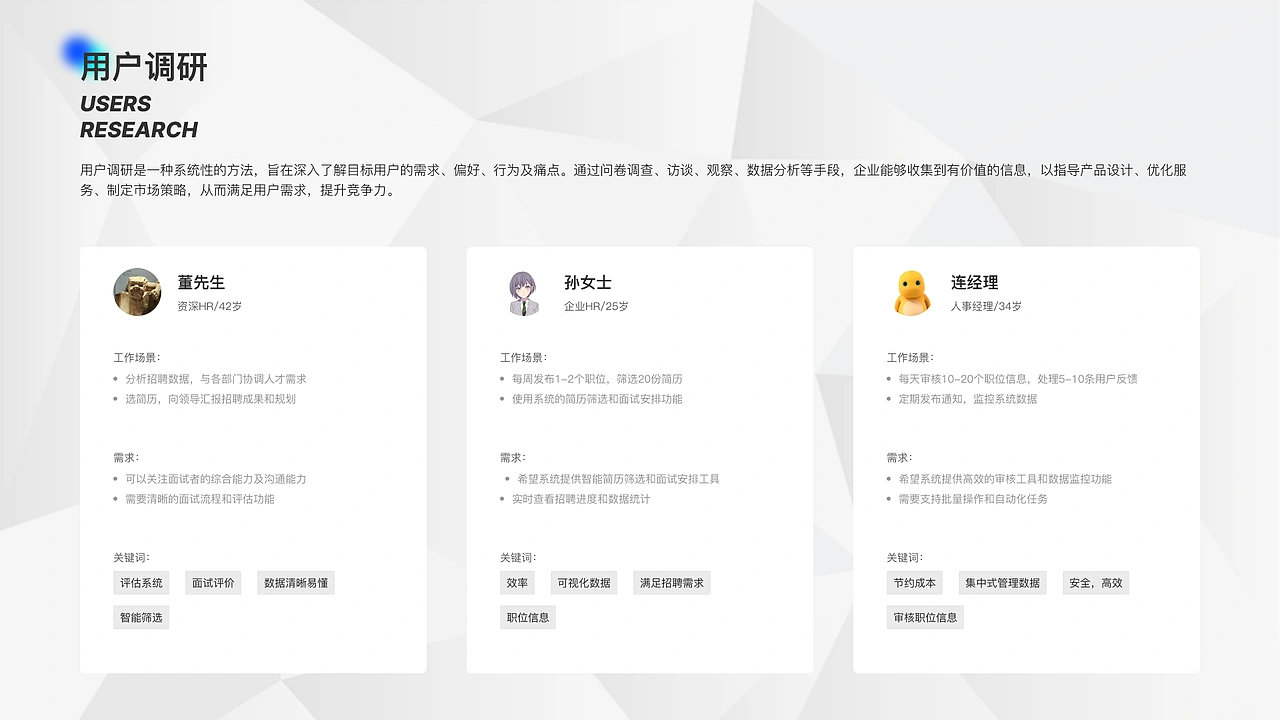 用户调研
USERS
RESEARCH
用户调研是一种系统性的方法，旨在深入了解目标用户的需求、偏好、行为及痛点。通过问卷调查、访谈、观察、数据分析等手段，企业能够收集到有价值的信息，以指导产品设计、优化服
务、制定市场策略，从而满足用户需求，提升竞争力。
董先生
资深HR/42岁
工作场景：
• 分析招聘数据，与各部门协调人才需求
• 选简历，向领导汇报招聘成果和规划
需求：
• 可以关注面试者的综合能力及沟通能力
• 需要清晰的面试流程和评估功能
关键词：
评估系统 面试评价 数据清晰易懂
智能筛选
孙女士
企业HR/25岁
工作场景：
• 每周发布1-2个职位，筛选20份简历
• 使用系统的简历筛选和面试安排功能
需求：
• 希望系统提供智能简历筛选和面试安排工具
• 实时查看招聘进度和数据统计
关键词：
效率 可视化数据 满足招聘需求
职位信息
连经理
人事经理/34岁
工作场景：
• 每天审核10-20个职位信息，处理5-10条用户反馈
• 定期发布通知，监控系统数据
需求：
• 希望系统提供高效的审核工具和数据监控功能
• 需要支持批量操作和自动化任务
关键词：
节约成本 集中式管理数据 安全，高效
审核职位信息